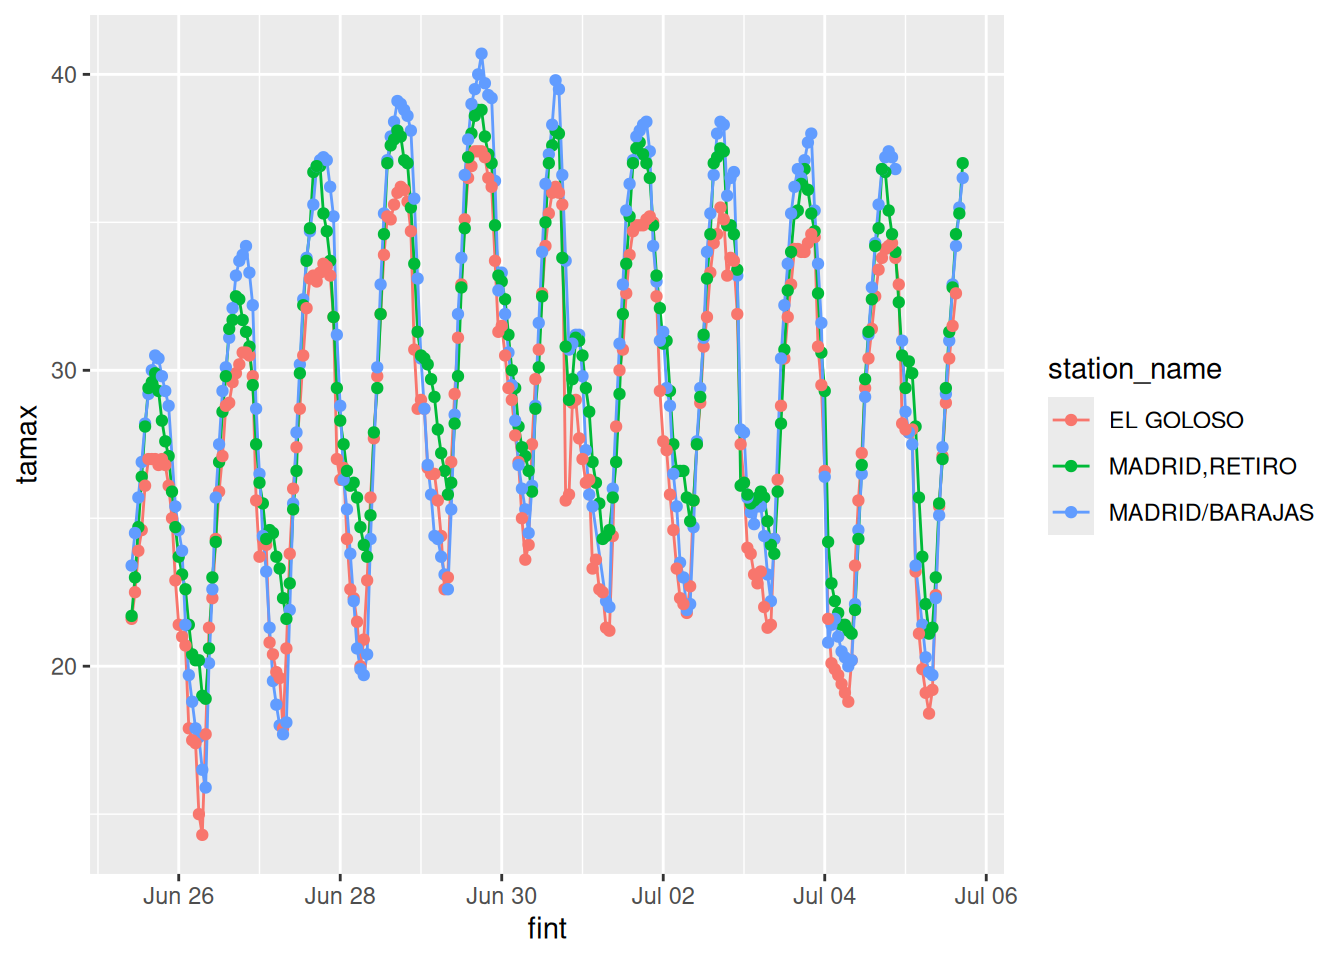 40
30
20
tamax
Jun 26
Jun 28
Jun 30
Jul 02
Jul 04
Jul 06
fint
station_name
EL GOLOSO
MADRID,RETIRO
MADRID/BARAJAS